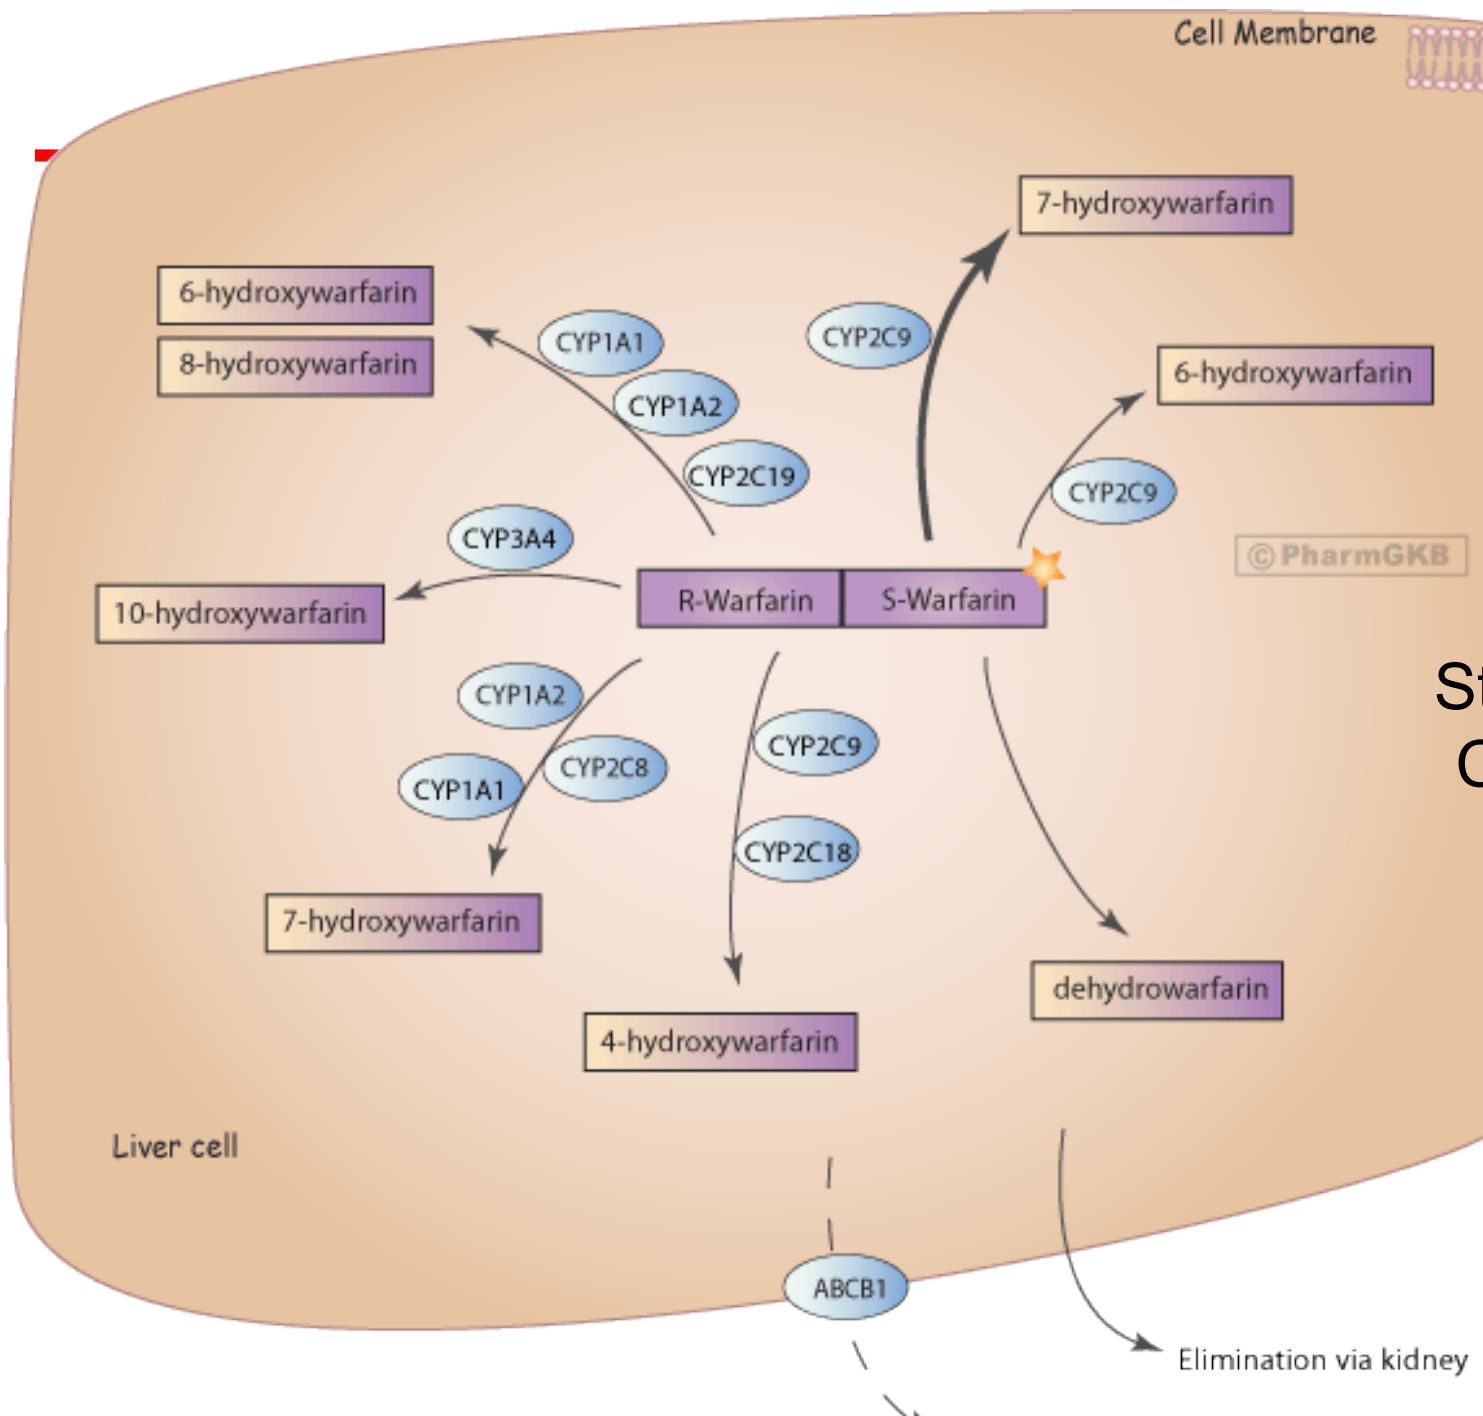 Cell Membrane
7-hydroxywarfarin
6-hydroxywarfarin
8-hydroxywarfarin
CYP1A1
CYP2C9
6-hydroxywarfarin
CYP1A2
CYP2C19
CYP2C9
CYP3A4
© PharmGKB
10-hydroxywarfarin
R-Warfarin
S-Warfarin
CYP1A2
CYP2C9
CYP2C8
CYP1A1
CYP2C18
7-hydroxywarfarin
dehydrowarfarin
4-hydroxywarfarin
Liver cell
ABCB1
Elimination via kidney